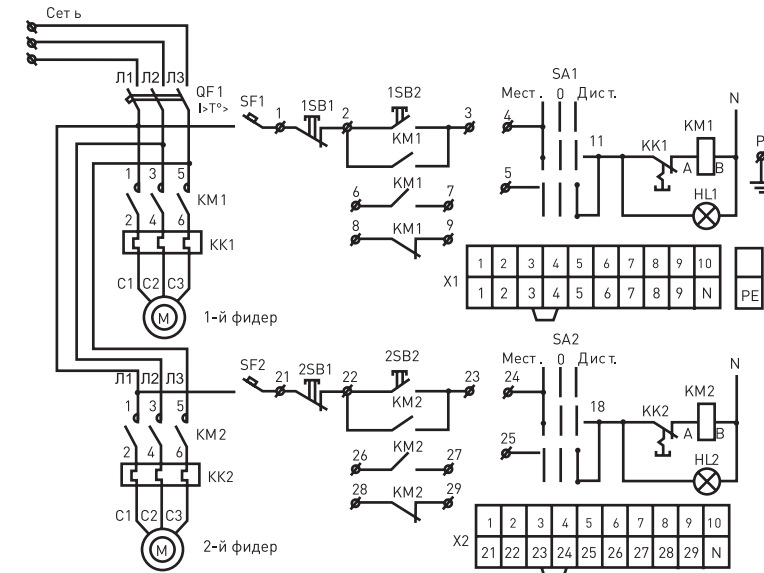 Сеть
Л1 Л2 Л3
QF1
I>T°>
SF1 1 1SB1 2 1SB2 3
KM1
SA1
Мест. 0 Дист.
4 11 KK1 KM1 N
A B
P
5
HL1
1 3 5
KM1
2 4 6
KK1
C1 C2 C3
M
1-й фидер
6 KM1 7
8 KM1 9
X1
1 2 3 4 5 6 7 8 9 10
1 2 3 4 5 6 7 8 9 N
PE
Л1 Л2 Л3
SF2 21 2SB1 22 2SB2 23
KM2
SA2
Мест. 0 Дист.
24 18 KK2 KM2 N
A B
25
HL2
1 3 5
KM2
2 4 6
KK2
C1 C2 C3
M
2-й фидер
26 KM2 27
28 KM2 29
X2
1 2 3 4 5 6 7 8 9 10
21 22 23 24 25 26 27 28 29 N